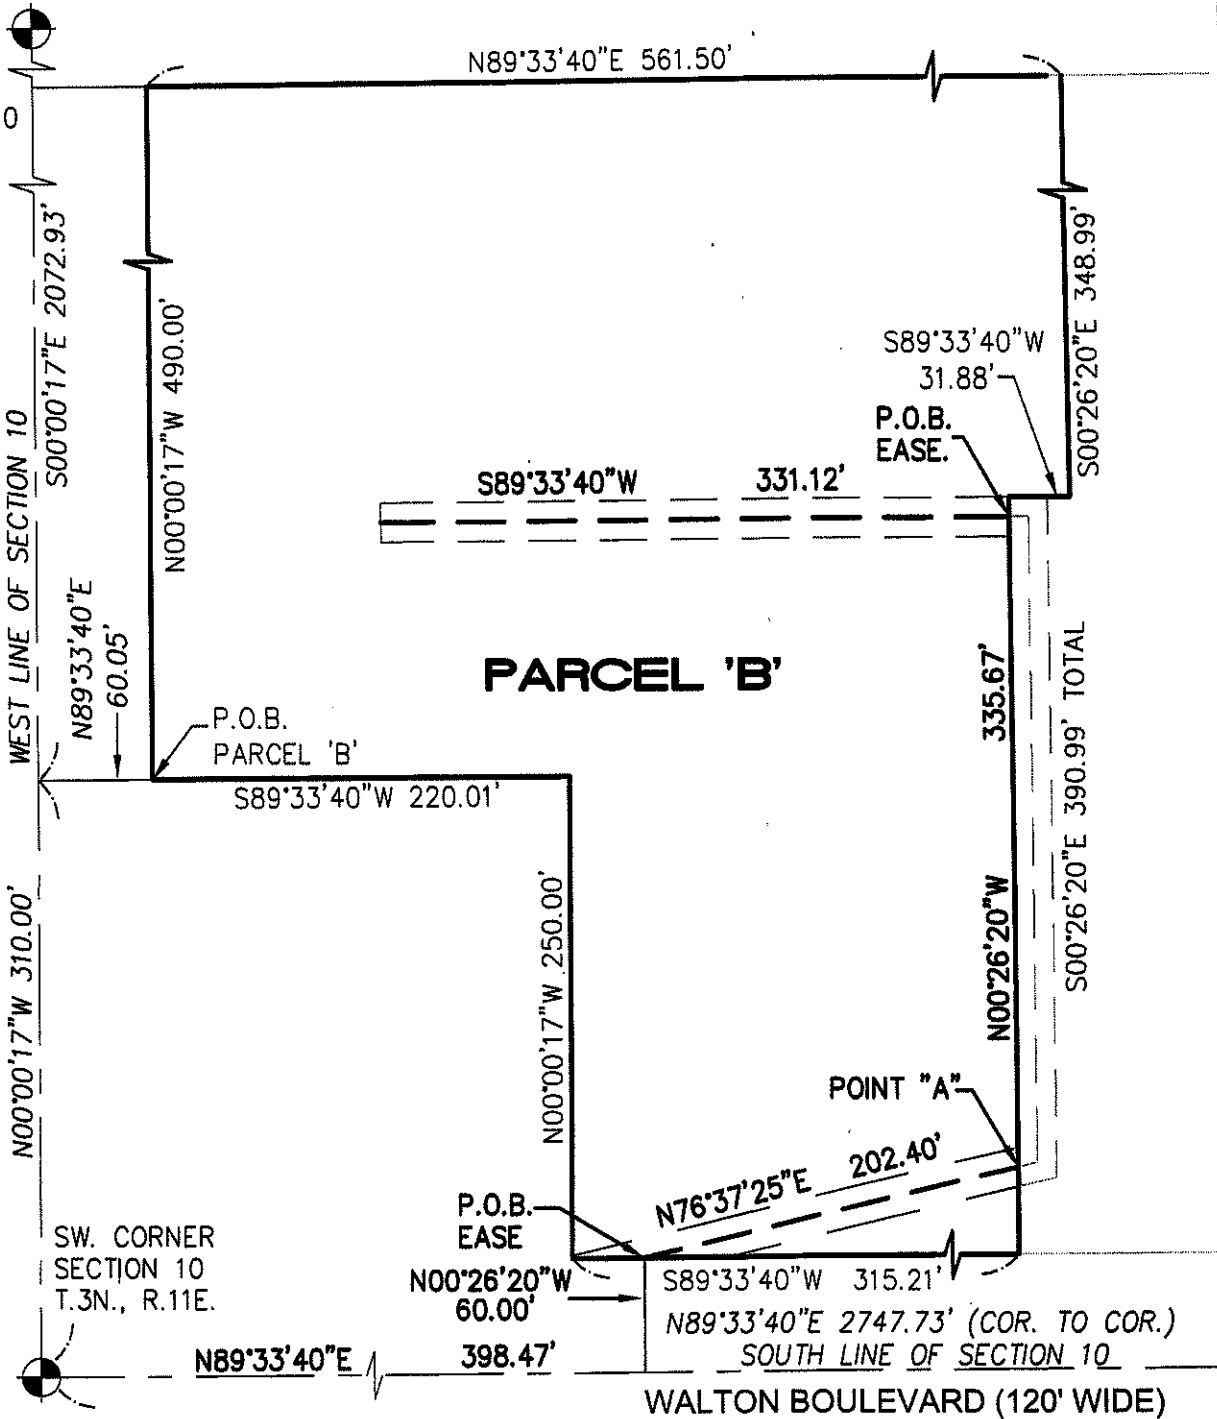 N89°33'40"E 561.50'
0
S00°00'17"E 2072.93'
WEST LINE OF SECTION 10
N00°00'17"W 490.00'
S00°26'20"E 348.99'
S89°33'40"W
31.88'
P.O.B.
EASE.
S89°33'40"W 331.12'
N89°33'40"E
60.05'
PARCEL 'B'
P.O.B.
PARCEL 'B'
S89°33'40"W 220.01'
335.67'
N00°26'20"W
S00°26'20"E 390.99' TOTAL
N00°00'17"W 310.00'
N00°00'17"W 250.00'
POINT "A"
N76°37'25"E 202.40'
P.O.B.
EASE
SW. CORNER
SECTION 10
T.3N., R.11E.
N00°26'20"W
60.00'
S89°33'40"W 315.21'
N89°33'40"E 2747.73' (COR. TO COR.)
SOUTH LINE OF SECTION 10
N89°33'40"E 398.47'
WALTON BOULEVARD (120' WIDE)